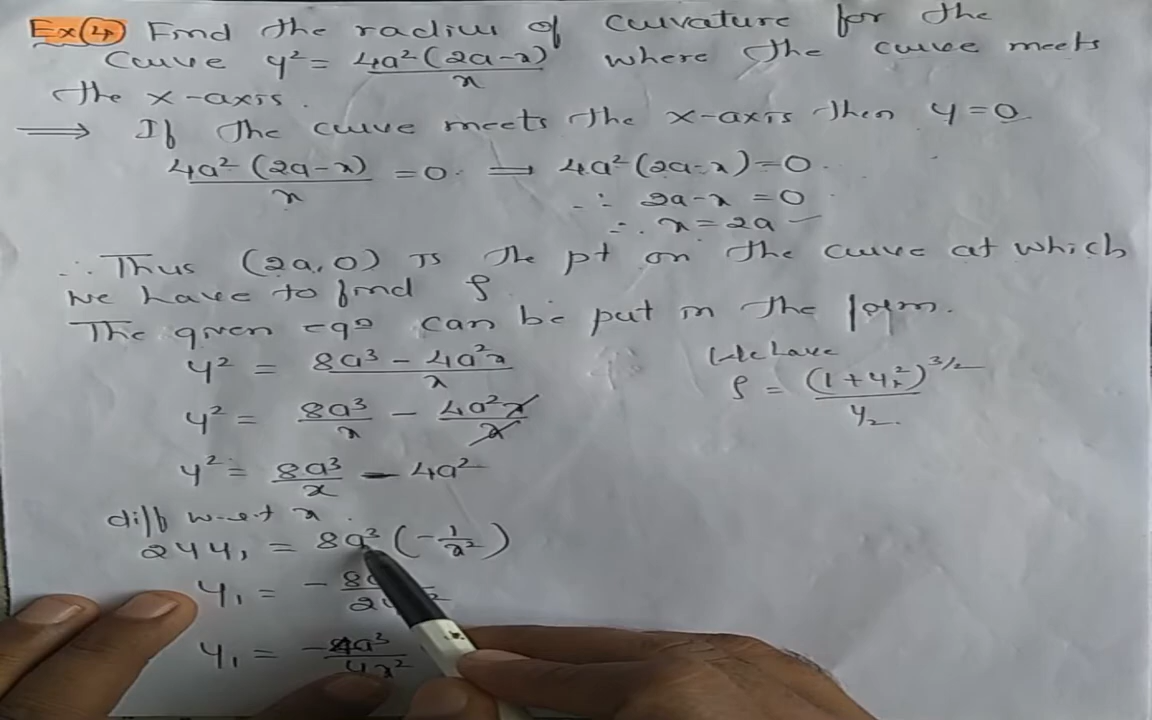 Ex(4) Find the radius of curvature for the
Curve y² = 4a²(2a-x)/x where the curve meets
the x-axis.
⟹ If the curve meets the x-axis then y=0
4a²(2a-x)/x = 0. ⟹ 4a²(2a-x)=0
∴ 2a-x = 0
∴ x = 2a
∴ Thus (2a,0) is the pt on the curve at which
we have to find ρ
The given eqⁿ can be put in the form.
y² = 8a³ - 4a²x / x
We have
ρ = (1+y₁²)^3/2 / y₂.
y² = 8a³/x - 4a²x/x
y² = 8a³/x - 4a²
diff w.r.t x
2yy₁ = 8a³(-1/x²)
y₁ = -8
y₁ = -4a³/yx²